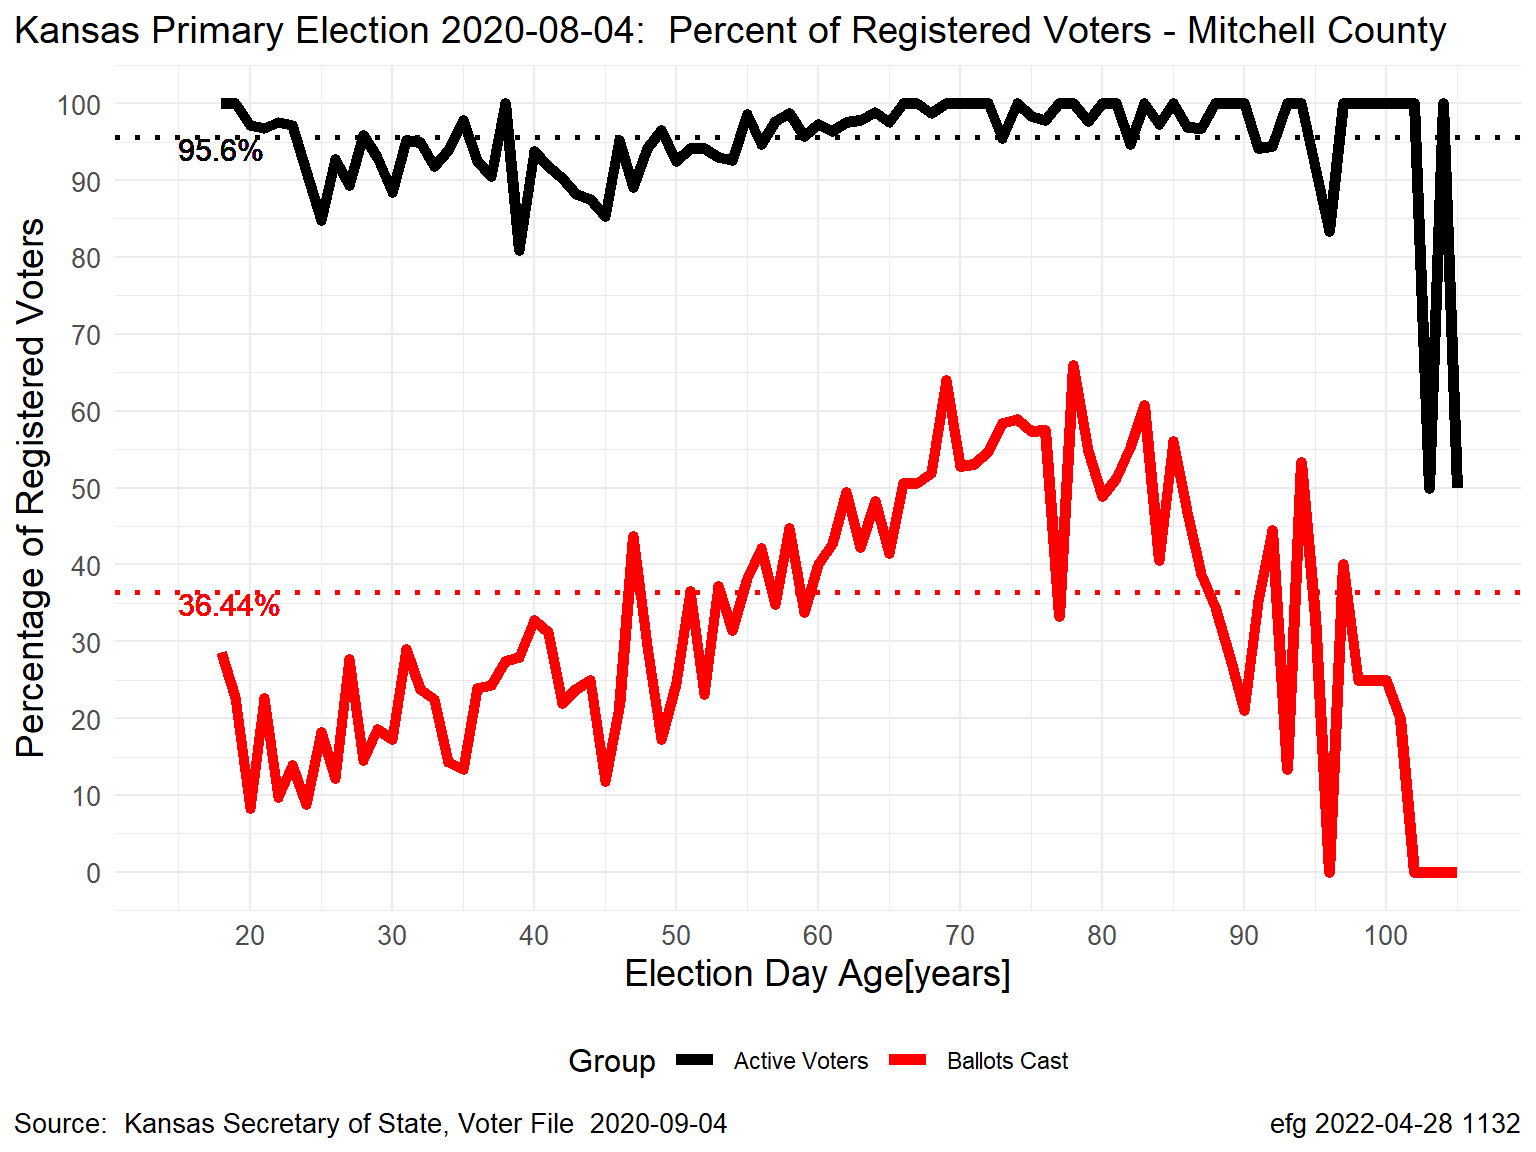 Kansas Primary Election 2020-08-04:  Percent of Registered Voters - Mitchell County
Percentage of Registered Voters
100
90
80
70
60
50
40
30
20
10
0
95.6%
36.44%
20 30 40 50 60 70 80 90 100
Election Day Age[years]
Group Active Voters Ballots Cast
Source:  Kansas Secretary of State, Voter File  2020-09-04
efg 2022-04-28 1132